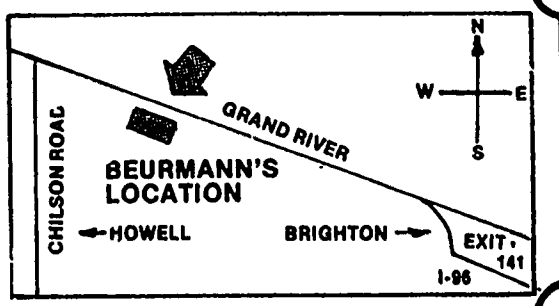 N
W E
S
GRAND RIVER
CHILSON ROAD
BEURMANN'S
LOCATION
HOWELL
BRIGHTON
EXIT
141
I-96